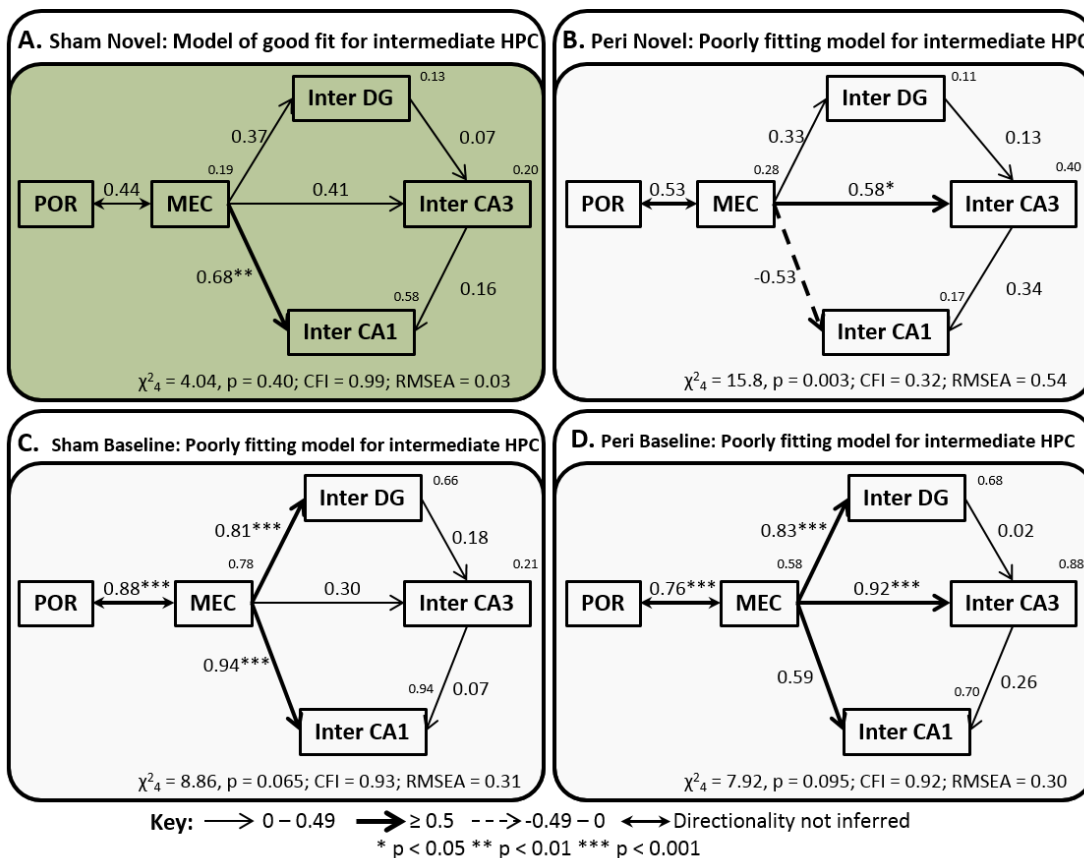 A. Sham Novel: Model of good fit for intermediate HPC
Inter DG
0.13
0.37
0.07
0.19
0.20
POR
0.44
MEC
0.41
Inter CA3
0.68**
0.58
0.16
Inter CA1
χ²₄ = 4.04, p = 0.40; CFI = 0.99; RMSEA = 0.03
B. Peri Novel: Poorly fitting model for intermediate HPC
Inter DG
0.11
0.33
0.13
0.28
0.40
POR
0.53
MEC
0.58*
Inter CA3
-0.53
0.17
0.34
Inter CA1
χ²₄ = 15.8, p = 0.003; CFI = 0.32; RMSEA = 0.54
C. Sham Baseline: Poorly fitting model for intermediate HPC
Inter DG
0.66
0.81***
0.18
0.78
0.21
POR
0.88***
MEC
0.30
Inter CA3
0.94***
0.94
0.07
Inter CA1
χ²₄ = 8.86, p = 0.065; CFI = 0.93; RMSEA = 0.31
D. Peri Baseline: Poorly fitting model for intermediate HPC
Inter DG
0.68
0.83***
0.02
0.58
0.88
POR
0.76***
MEC
0.92***
Inter CA3
0.59
0.70
0.26
Inter CA1
χ²₄ = 7.92, p = 0.095; CFI = 0.92; RMSEA = 0.30
Key: 0 – 0.49 ≥ 0.5 -0.49 – 0 Directionality not inferred
* p < 0.05 ** p < 0.01 *** p < 0.001